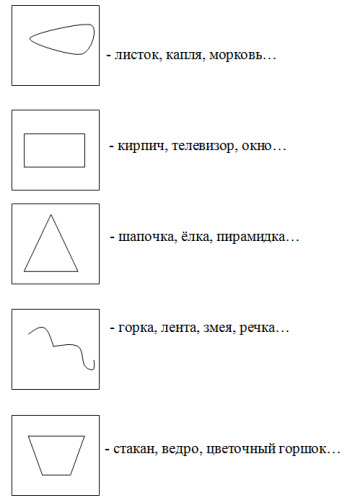 - листок, капля, морковь…
- кирпич, телевизор, окно…
- шапочка, ёлка, пирамидка…
- горка, лента, змея, речка…
- стакан, ведро, цветочный горшок…